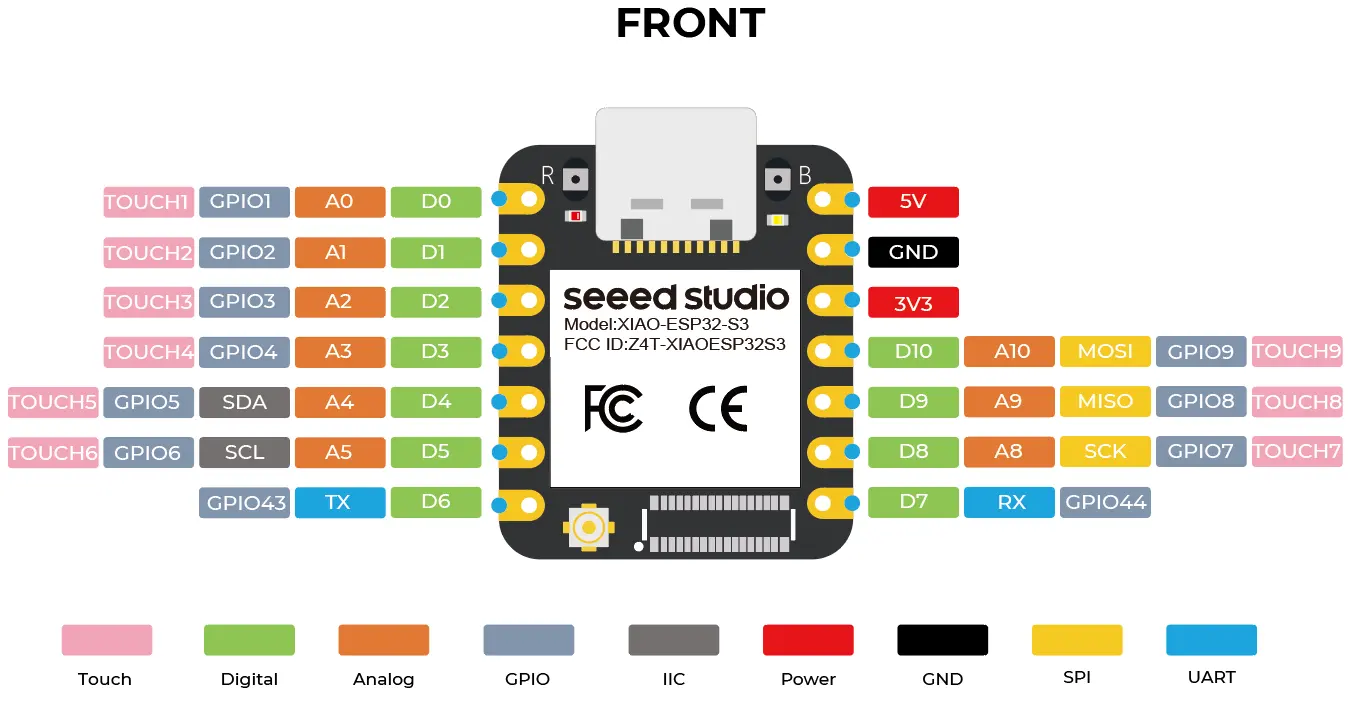 FRONT
R B
TOUCH1 GPIO1 A0 D0 5V
TOUCH2 GPIO2 A1 D1 GND
TOUCH3 GPIO3 A2 D2 3V3
seeed studio
Model:XIAO-ESP32-S3
FCC ID:Z4T-XIAOESP32S3
TOUCH4 GPIO4 A3 D3 D10 A10 MOSI GPIO9 TOUCH9
TOUCH5 GPIO5 SDA A4 D4 FC CE D9 A9 MISO GPIO8 TOUCH8
TOUCH6 GPIO6 SCL A5 D5 D8 A8 SCK GPIO7 TOUCH7
GPIO43 TX D6 D7 RX GPIO44
Touch Digital Analog GPIO IIC Power GND SPI UART